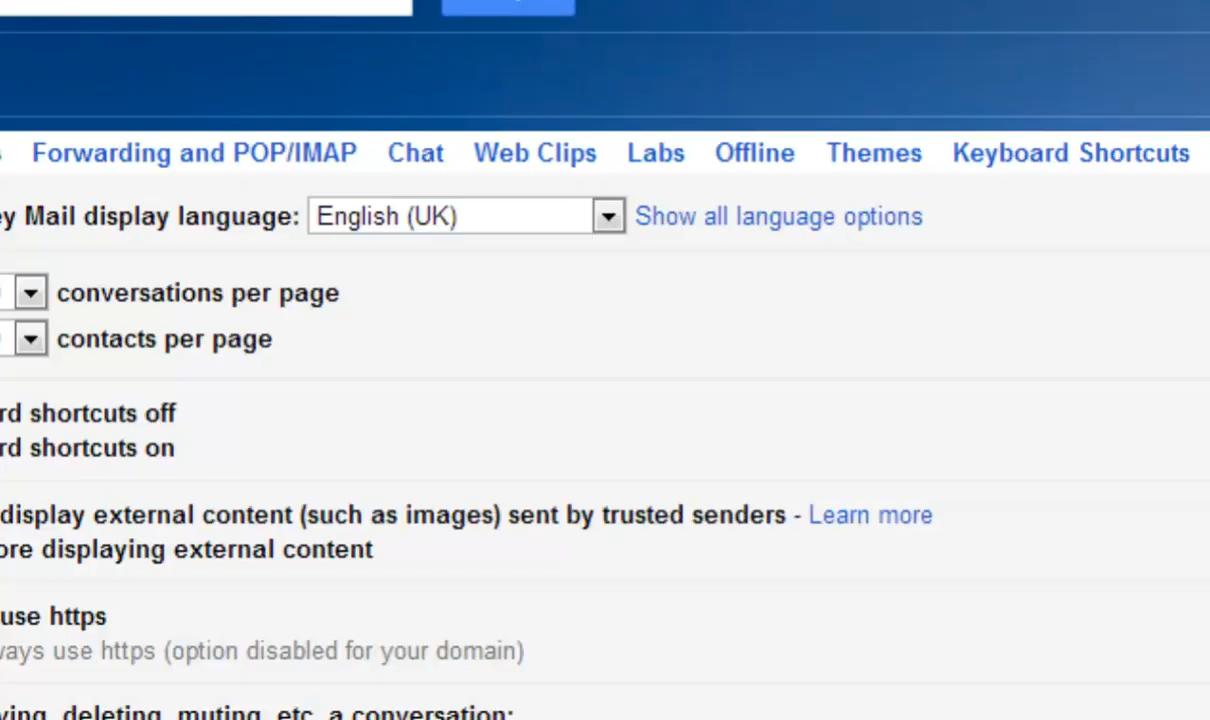 Forwarding and POP/IMAP Chat Web Clips Labs Offline Themes Keyboard Shortcuts
Mail display language: English (UK) Show all language options
conversations per page
contacts per page
shortcuts off
shortcuts on
display external content (such as images) sent by trusted senders - Learn more
displaying external content
use https
use https (option disabled for your domain)
deleting, muting, etc. a conversation: